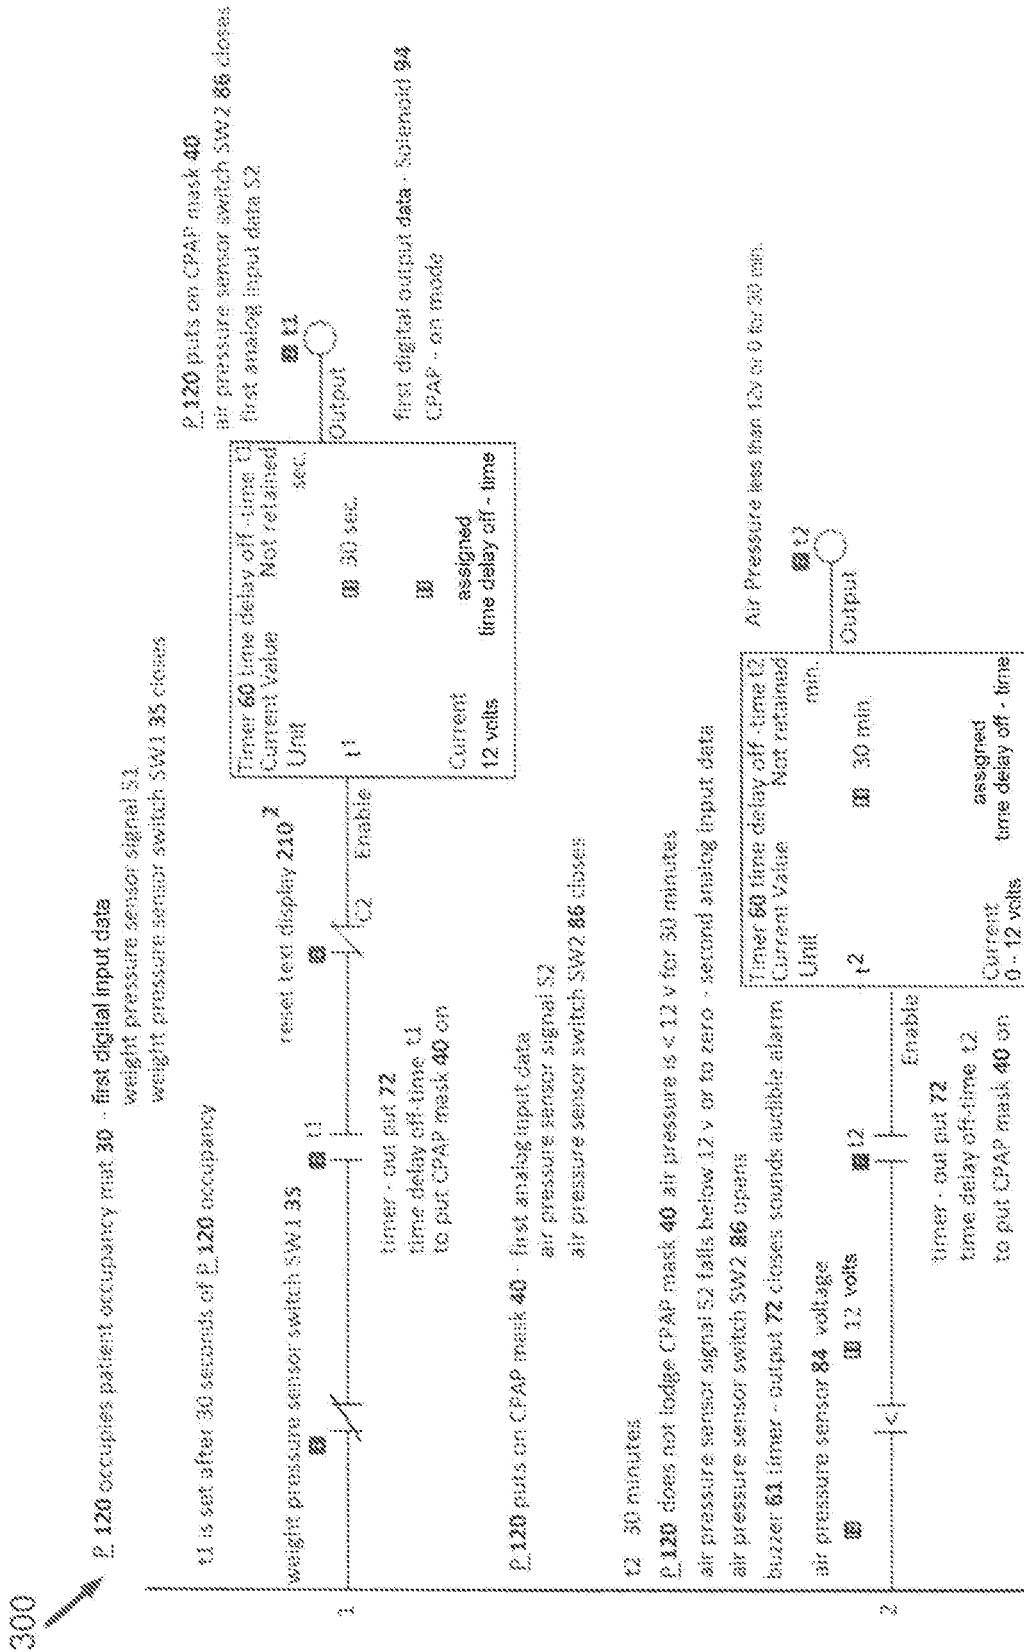 300
P 120 occupies patient occupancy mat 30 - first digital input data
weight pressure sensor signal S1
weight pressure sensor switch SW1 35 closes
t1 is set after 30 seconds of P 120 occupancy
P 120 puts on CPAP mask 40
air pressure sensor switch SW2 86 closes
first analog input data S2
weight pressure sensor switch SW1 35
reset text display 210
1
t1
C2
Enable
timer - out put 72
time delay off-time t1
to put CPAP mask 40 on
Timer 60 time delay off -time t1
Current Value Not retained
Unit sec.
t1 30 sec.
Current assigned
12 volts time delay off - time
t1
Output
first digital output data - Solenoid 94
CPAP - on mode
P 120 puts on CPAP mask 40 - first analog input data
air pressure sensor signal S2
air pressure sensor switch SW2 86 closes
t2 30 minutes
P 120 does not lodge CPAP mask 40 air pressure is < 12 v for 30 minutes
air pressure sensor signal S2 falls below 12 v or to zero - second analog input data
air pressure sensor switch SW2 86 opens
buzzer 61 timer - output 72 closes sounds audible alarm
air pressure sensor 84 voltage
12 volts
2
<
t2
Enable
timer - out put 72
time delay off-time t2
to put CPAP mask 40 on
Timer 60 time delay off -time t2
Current Value Not retained
Unit min.
t2 30 min.
Current assigned
0 - 12 volts time delay off - time
t2
Output
Air Pressure less than 12v or 0 for 30 min.